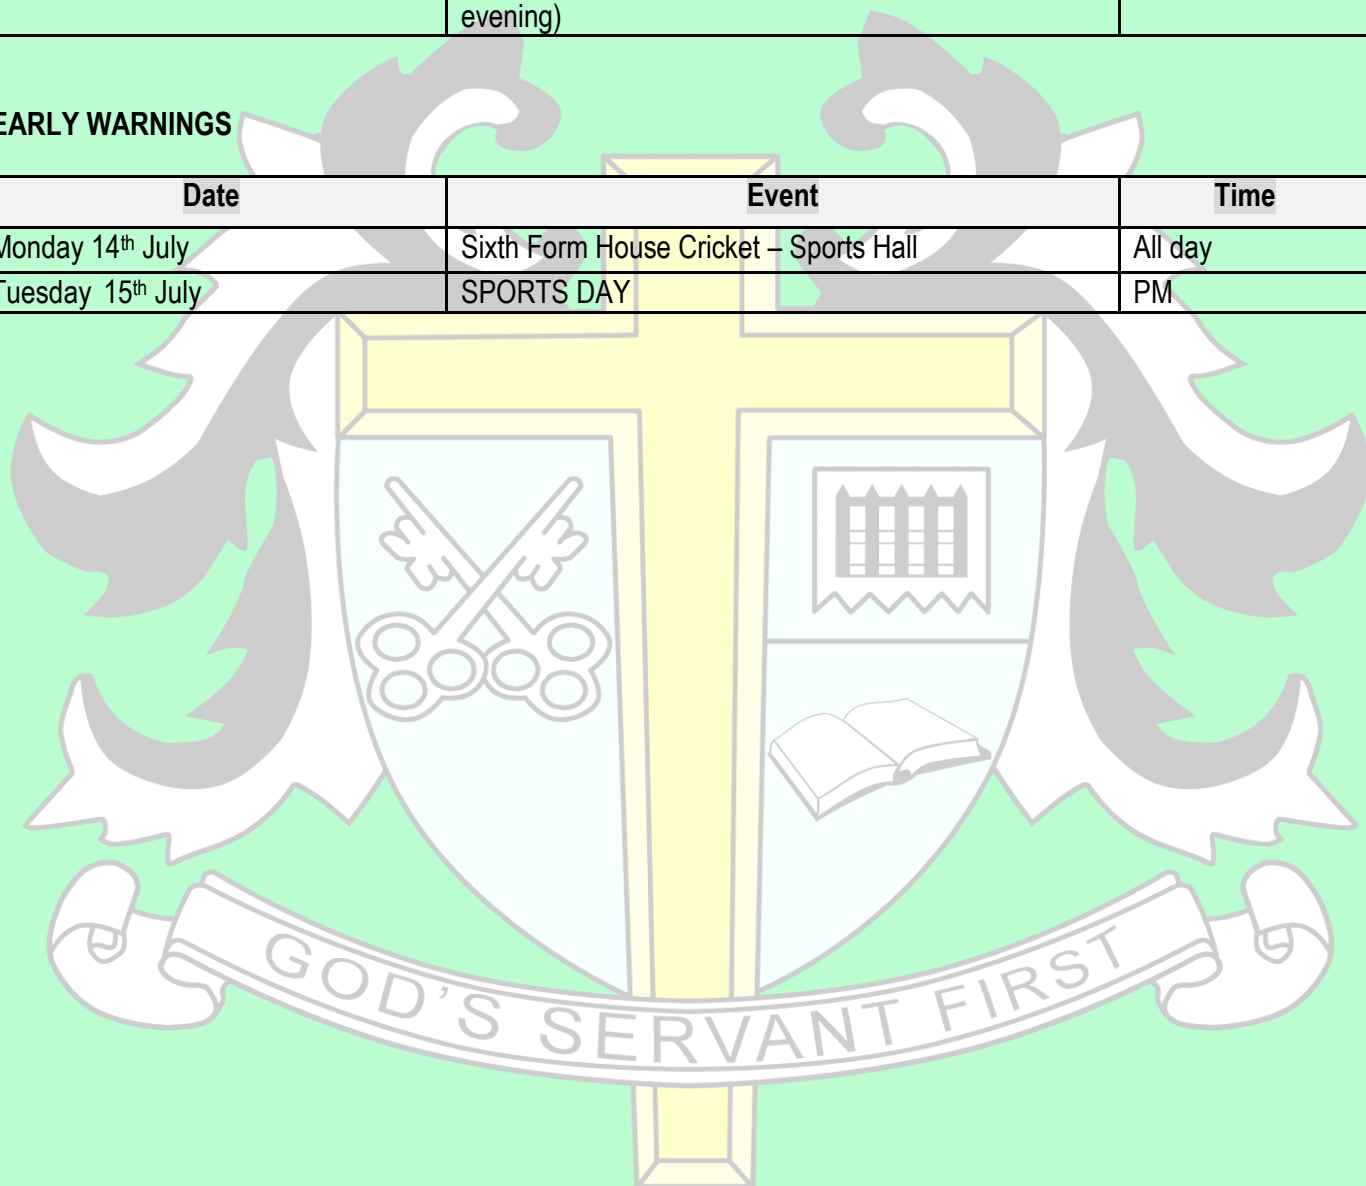 evening)
EARLY WARNINGS
Date Event Time
Monday 14th July Sixth Form House Cricket – Sports Hall All day
Tuesday 15th July SPORTS DAY PM
GOD'S SERVANT FIRST